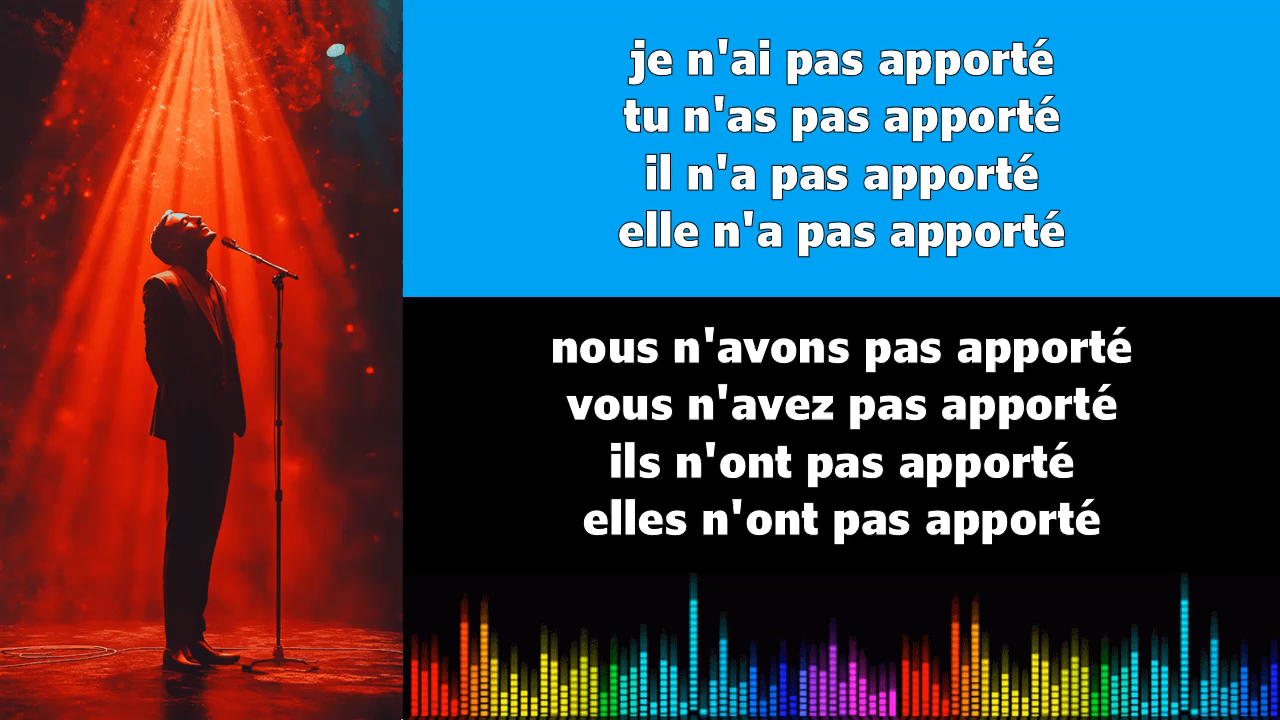 je n'ai pas apporté
tu n'as pas apporté
il n'a pas apporté
elle n'a pas apporté
nous n'avons pas apporté
vous n'avez pas apporté
ils n'ont pas apporté
elles n'ont pas apporté